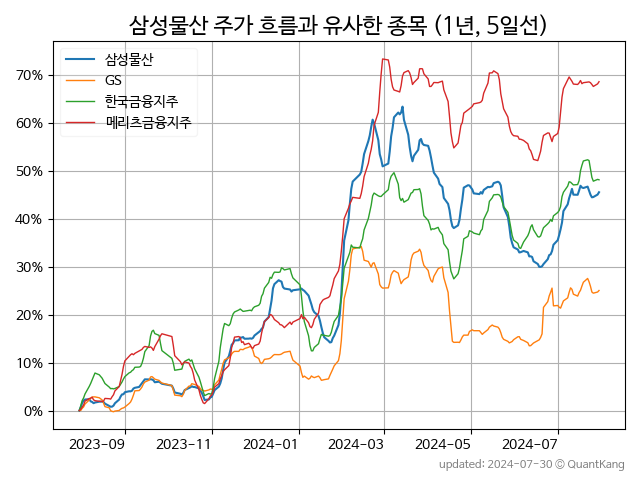 삼성물산 주가 흐름과 유사한 종목 (1년, 5일선)
삼성물산
GS
한국금융지주
메리츠금융지주
70%
60%
50%
40%
30%
20%
10%
0%
2023-09
2023-11
2024-01
2024-03
2024-05
2024-07
updated: 2024-07-30 © QuantKang